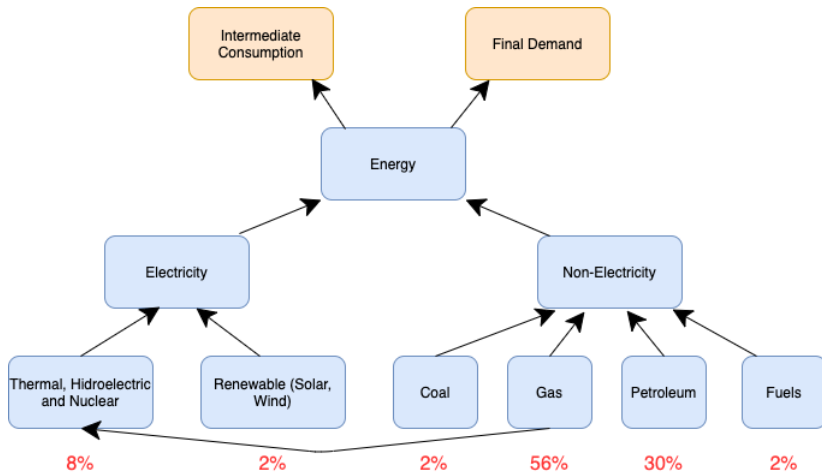 Intermediate
Consumption
Final Demand
Energy
Electricity
Non-Electricity
Thermal, Hidroelectric
and Nuclear
Renewable (Solar,
Wind)
Coal
Gas
Petroleum
Fuels
8%
2%
2%
56%
30%
2%